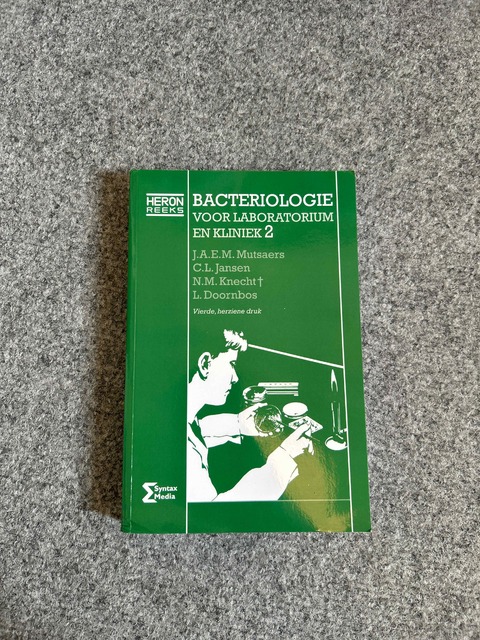 HERON
REEKS
BACTERIOLOGIE
VOOR LABORATORIUM
EN KLINIEK 2
J.A.E.M. Mutsaers
C.L. Jansen
N.M. Knecht†
L. Doornbos
Vierde, herziene druk
Syntax
Media